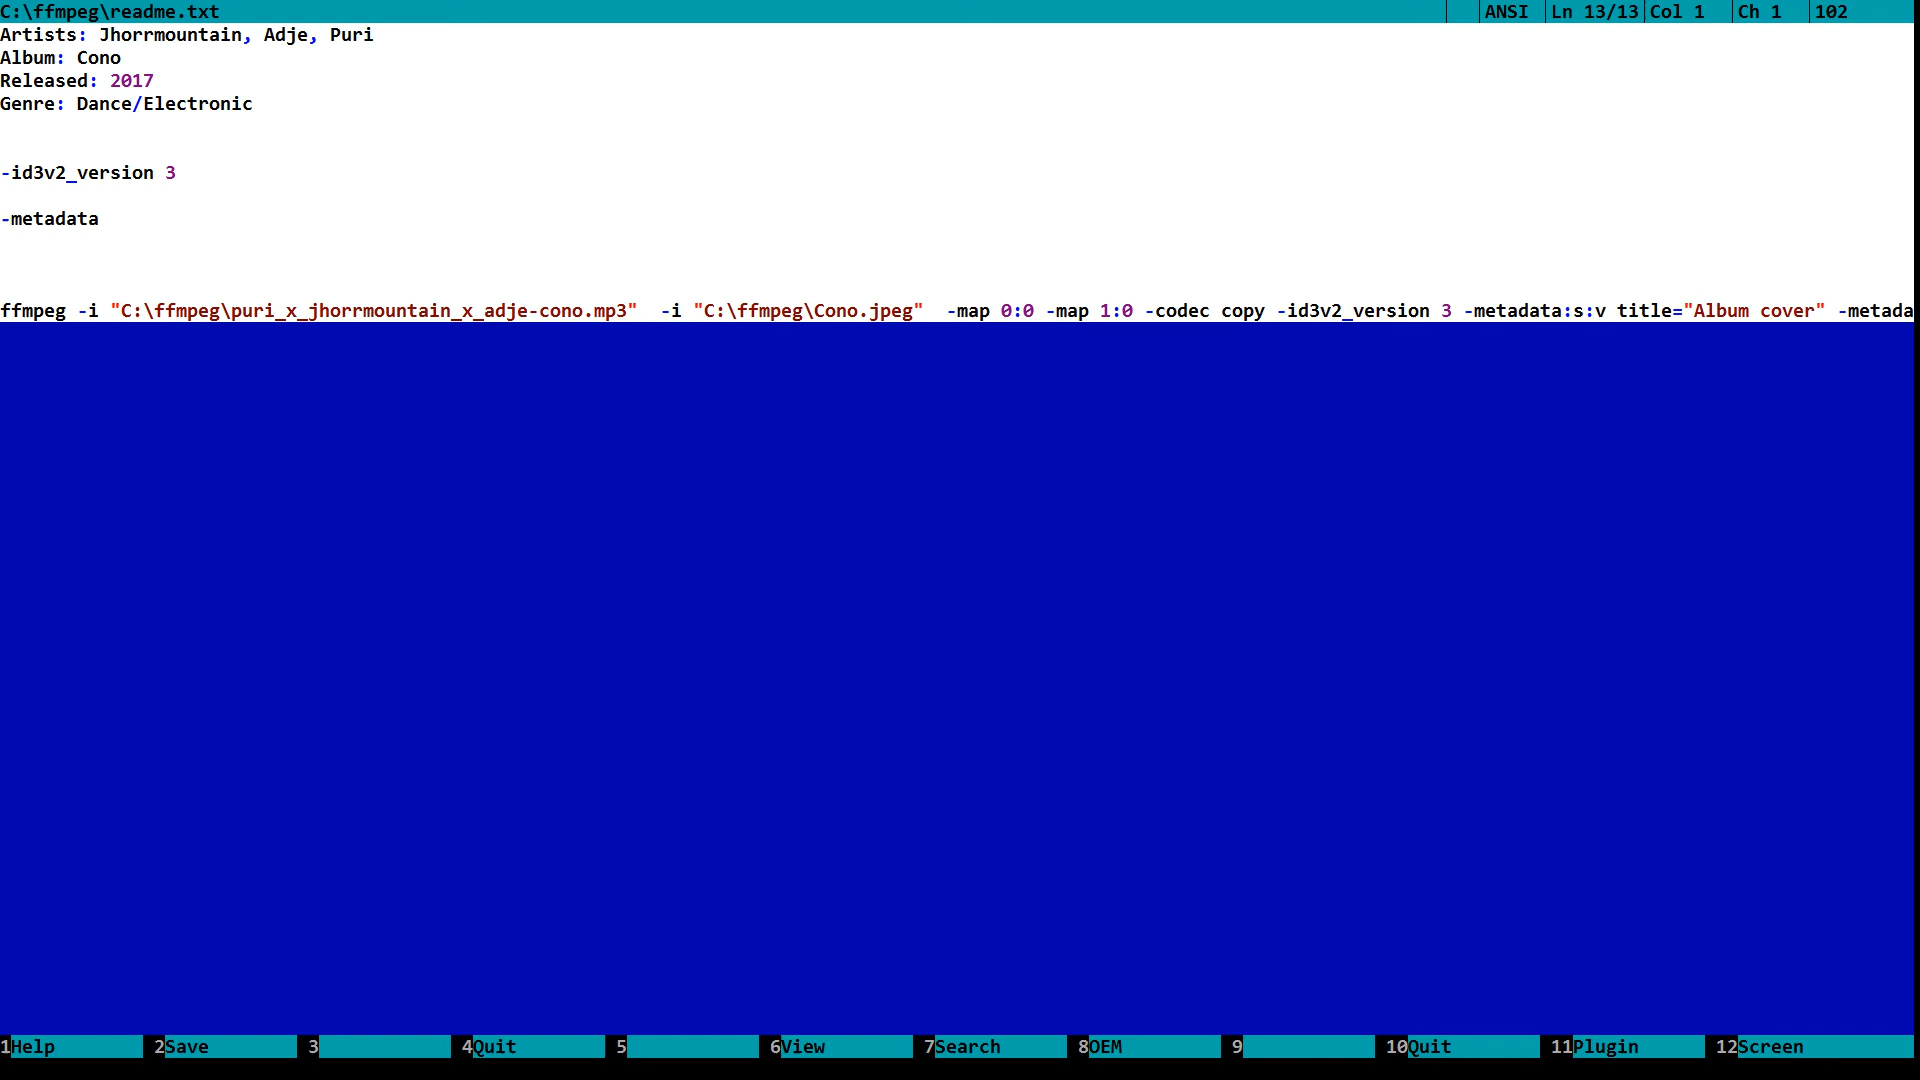 C:\ffmpeg\readme.txt ANSI Ln 13/13 Col 1 Ch 1 102
Artists: Jhorrmountain, Adje, Puri
Album: Cono
Released: 2017
Genre: Dance/Electronic
-id3v2_version 3
-metadata
ffmpeg -i "C:\ffmpeg\puri_x_jhorrmountain_x_adje-cono.mp3"  -i "C:\ffmpeg\Cono.jpeg"  -map 0:0 -map 1:0 -codec copy -id3v2_version 3 -metadata:s:v title="Album cover" -metada
1Help 2Save 3 4Quit 5 6View 7Search 8OEM 9 10Quit 11Plugin 12Screen